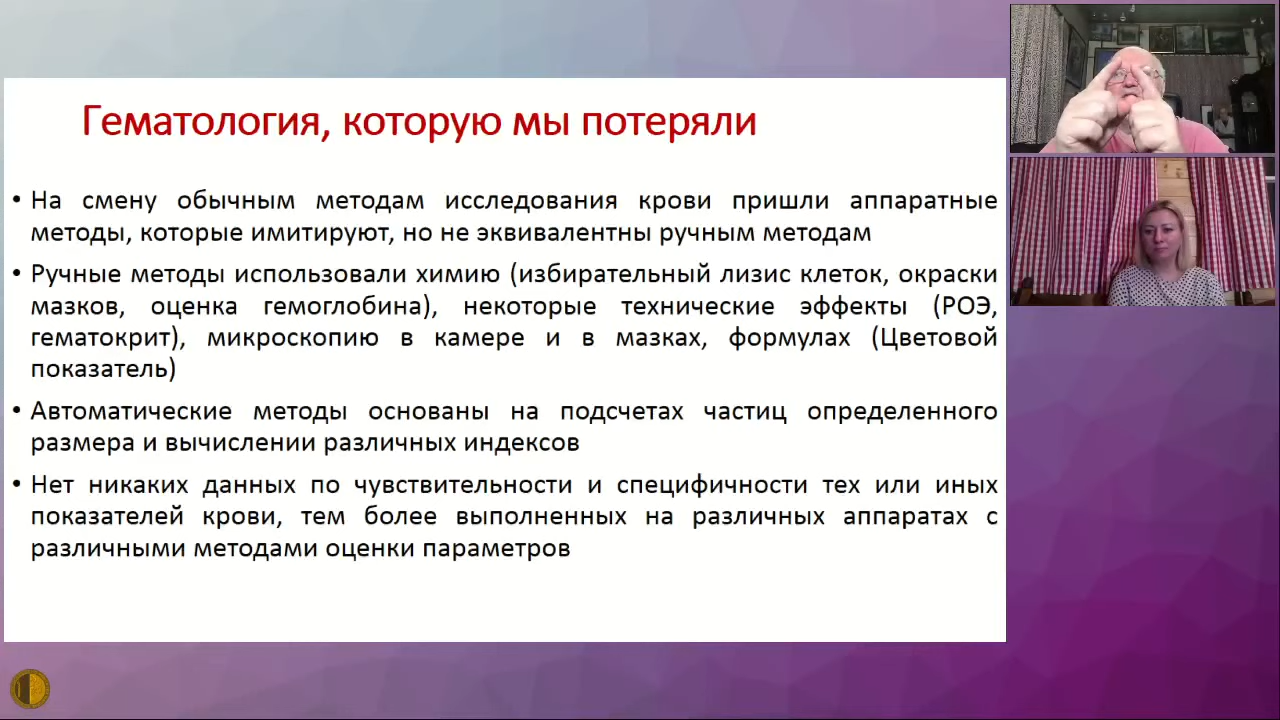 Гематология, которую мы потеряли
• На смену обычным методам исследования крови пришли аппаратные
методы, которые имитируют, но не эквивалентны ручным методам
• Ручные методы использовали химию (избирательный лизис клеток, окраски
мазков, оценка гемоглобина), некоторые технические эффекты (РОЭ,
гематокрит), микроскопию в камере и в мазках, формулах (Цветовой
показатель)
• Автоматические методы основаны на подсчетах частиц определенного
размера и вычислении различных индексов
• Нет никаких данных по чувствительности и специфичности тех или иных
показателей крови, тем более выполненных на различных аппаратах с
различными методами оценки параметров